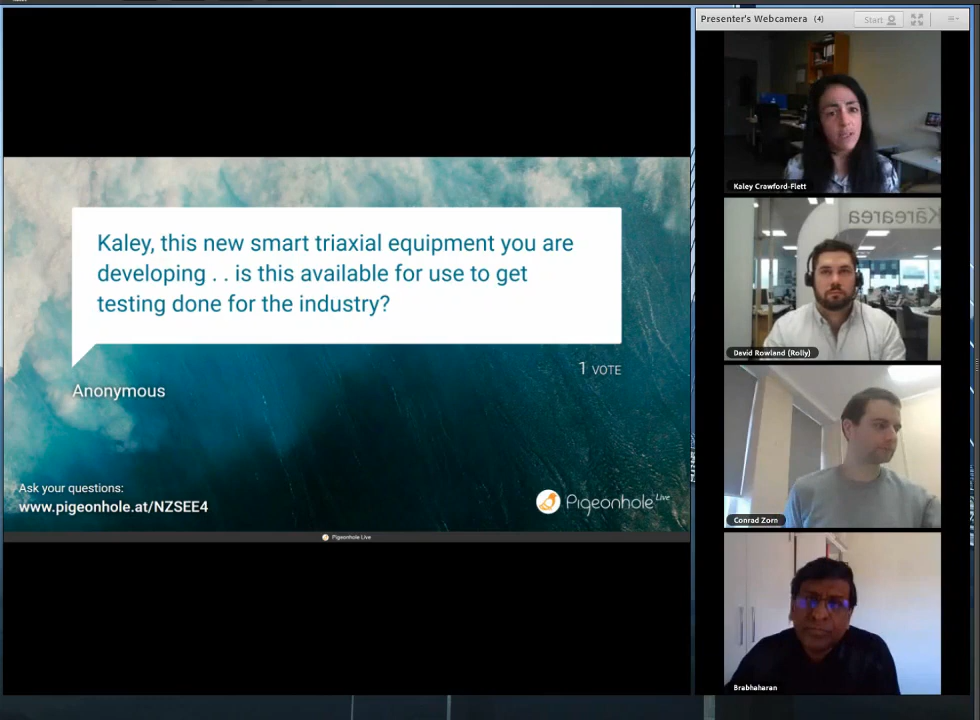 Presenter's Webcamera (4)
Start
Kaley, this new smart triaxial equipment you are
developing . . is this available for use to get
testing done for the industry?
1 VOTE
Anonymous
Ask your questions:
www.pigeonhole.at/NZSEE4
Pigeonhole Live
Pigeonhole Live
Kaley Crawford-Flett
Kārearea
David Rowland (Rolly)
Conrad Zorn
Brabhaharan